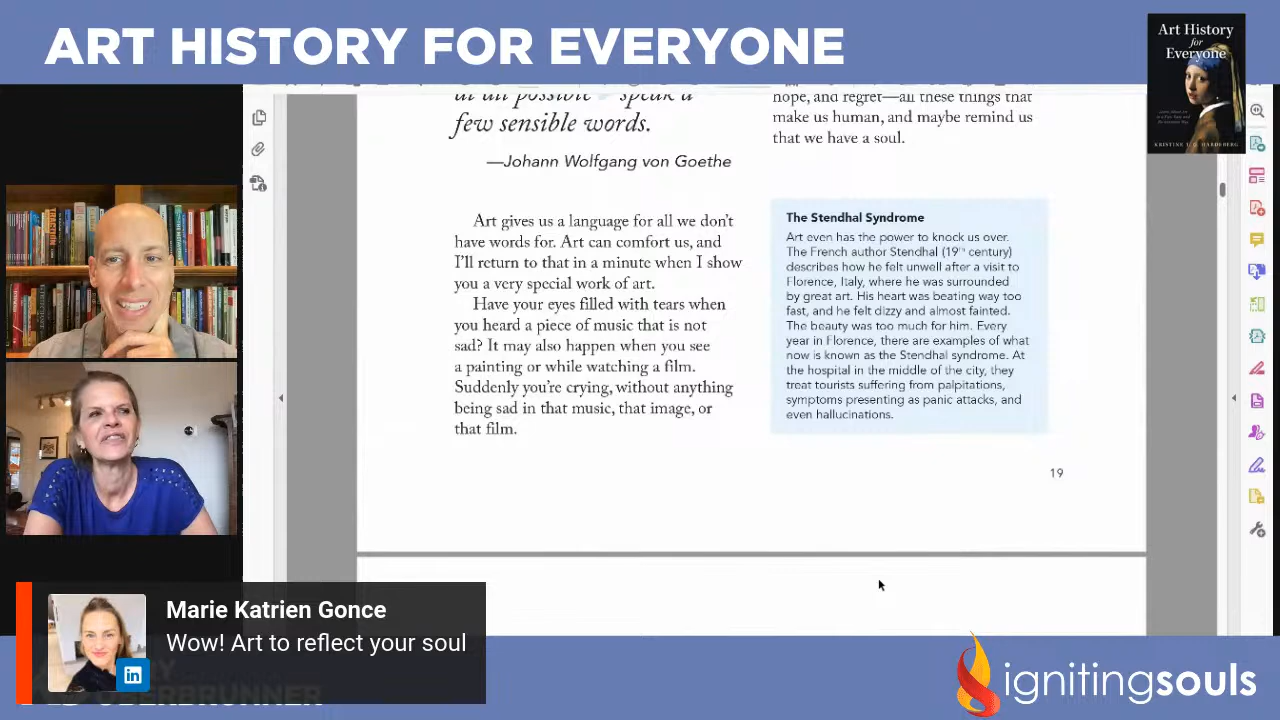 ART HISTORY FOR EVERYONE
Art History
for
Everyone
at all possible — speak a
few sensible words.
—Johann Wolfgang von Goethe
Art gives us a language for all we don't
have words for. Art can comfort us, and
I'll return to that in a minute when I show
you a very special work of art.
Have your eyes filled with tears when
you heard a piece of music that is not
sad? It may also happen when you see
a painting or while watching a film.
Suddenly you're crying, without anything
being sad in that music, that image, or
that film.
hope, and regret—all these things that
make us human, and maybe remind us
that we have a soul.
The Stendhal Syndrome
Art even has the power to knock us over.
The French author Stendhal (19th century)
describes how he felt unwell after a visit to
Florence, Italy, where he was surrounded
by great art. His heart was beating way too
fast, and he felt dizzy and almost fainted.
The beauty was too much for him. Every
year in Florence, there are examples of what
now is known as the Stendhal syndrome. At
the hospital in the middle of the city, they
treat tourists suffering from palpitations,
symptoms presenting as panic attacks, and
even hallucinations.
19
Marie Katrien Gonce
Wow! Art to reflect your soul
in
ignitingsouls